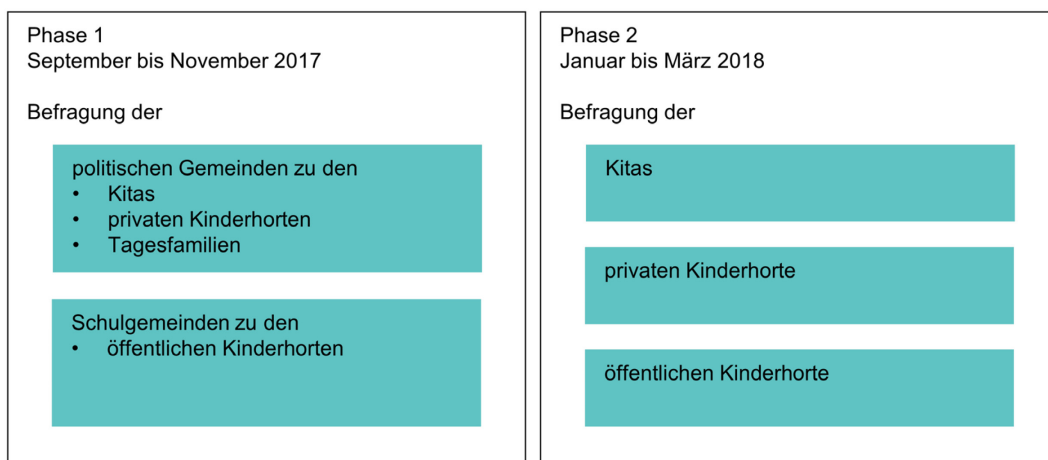 Phase 1
September bis November 2017
Befragung der
politischen Gemeinden zu den
• Kitas
• privaten Kinderhorten
• Tagesfamilien
Schulgemeinden zu den
• öffentlichen Kinderhorten
Phase 2
Januar bis März 2018
Befragung der
Kitas
privaten Kinderhorte
öffentlichen Kinderhorte